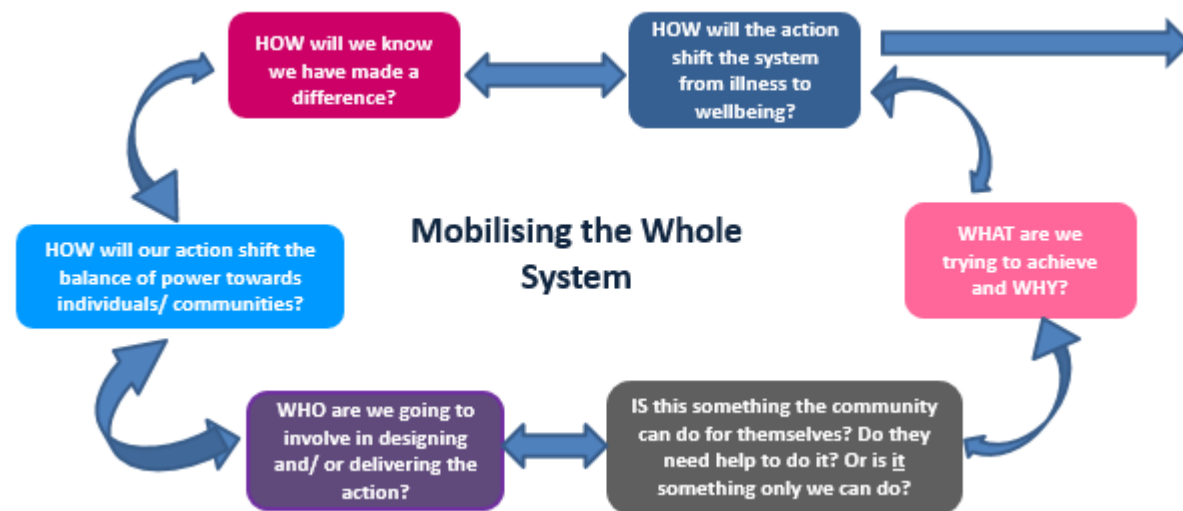 HOW will we know
we have made a
difference?
HOW will the action
shift the system
from illness to
wellbeing?
HOW will our action shift the
balance of power towards
individuals/ communities?
Mobilising the Whole
System
WHAT are we
trying to achieve
and WHY?
WHO are we going to
involve in designing
and/ or delivering the
action?
IS this something the community
can do for themselves? Do they
need help to do it? Or is it
something only we can do?